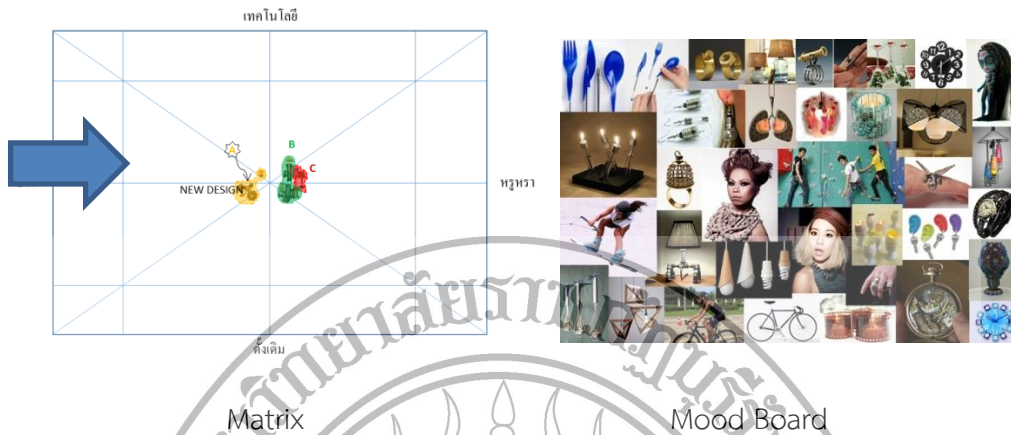 เทคโนโลยี
B
A
C
NEW DESIGN
หรูหรา
ดั้งเดิม
Matrix
Mood Board